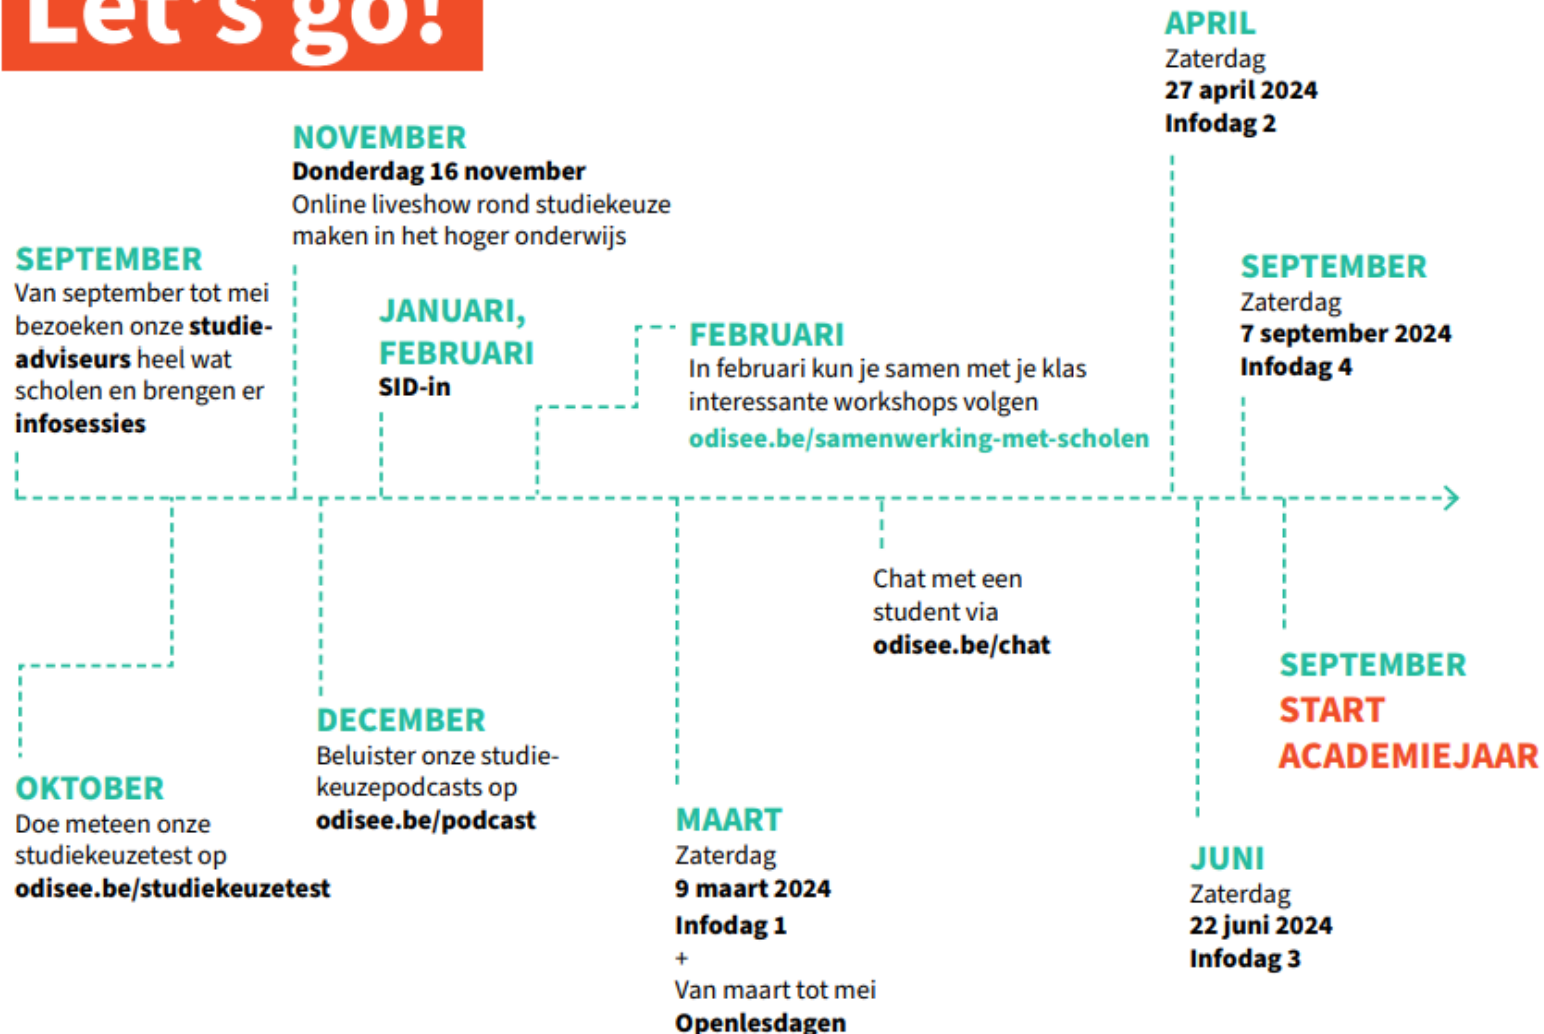 Let's go!
SEPTEMBER
Van september tot mei
bezoeken onze studie-
adviseurs heel wat
scholen en brengen er
infosessies
OKTOBER
Doe meteen onze
studiekeuzetest op
odisee.be/studiekeuzetest
NOVEMBER
Donderdag 16 november
Online liveshow rond studiekeuze
maken in het hoger onderwijs
DECEMBER
Beluister onze studie-
keuzepodcasts op
odisee.be/podcast
JANUARI,
FEBRUARI
SID-in
FEBRUARI
In februari kun je samen met je klas
interessante workshops volgen
odisee.be/samenwerking-met-scholen
MAART
Zaterdag
9 maart 2024
Infodag 1
+
Van maart tot mei
Openlesdagen
Chat met een
student via
odisee.be/chat
APRIL
Zaterdag
27 april 2024
Infodag 2
JUNI
Zaterdag
22 juni 2024
Infodag 3
SEPTEMBER
Zaterdag
7 september 2024
Infodag 4
SEPTEMBER
START
ACADEMIEJAAR